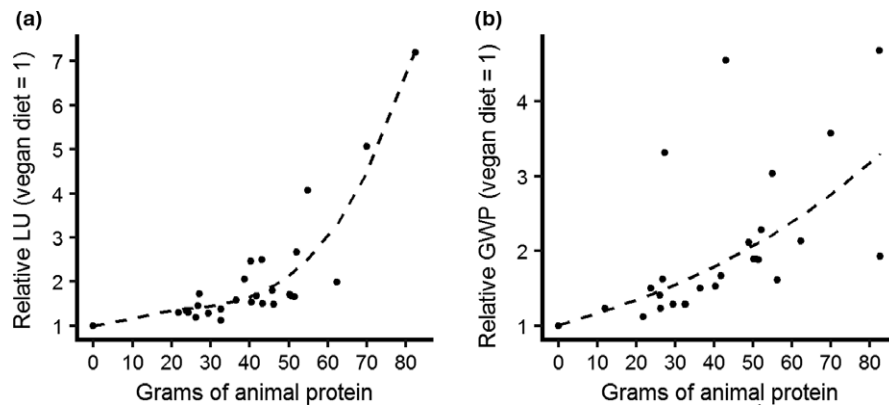 (a)
Relative LU (vegan diet = 1)
7
6
5
4
3
2
1
0 10 20 30 40 50 60 70 80
Grams of animal protein
(b)
Relative GWP (vegan diet = 1)
4
3
2
1
0 10 20 30 40 50 60 70 80
Grams of animal protein